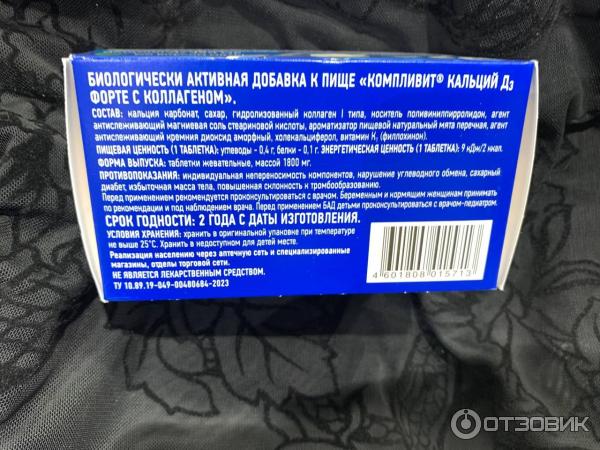 БИОЛОГИЧЕСКИ АКТИВНАЯ ДОБАВКА К ПИЩЕ «КОМПЛИВИТ® КАЛЬЦИЙ Д₃
ФОРТЕ С КОЛЛАГЕНОМ».
СОСТАВ: кальция карбонат, сахар, гидролизованный коллаген I типа, носитель поливинилпирролидон, агент
антислеживающий магниевая соль стеариновой кислоты, ароматизатор пищевой натуральный мята перечная, агент
антислеживающий кремния диоксид аморфный, холекальциферол, витамин К₁ (филлохинон).
ПИЩЕВАЯ ЦЕННОСТЬ (1 ТАБЛЕТКА): углеводы - 0,4 г, белки - 0,1 г. ЭНЕРГЕТИЧЕСКАЯ ЦЕННОСТЬ (1 ТАБЛЕТКА): 9 кДж/2 ккал.
ФОРМА ВЫПУСКА: таблетки жевательные, массой 1800 мг.
ПРОТИВОПОКАЗАНИЯ: индивидуальная непереносимость компонентов, нарушение углеводного обмена, сахарный
диабет, избыточная масса тела, повышенная склонность к тромбообразованию.
Перед применением рекомендуется проконсультироваться с врачом. Беременным и кормящим женщинам принимать
по рекомендации и под наблюдением врача. Перед применением БАД детьми проконсультироваться с врачом-педиатром.
СРОК ГОДНОСТИ: 2 ГОДА С ДАТЫ ИЗГОТОВЛЕНИЯ.
УСЛОВИЯ ХРАНЕНИЯ: хранить в оригинальной упаковке при температуре
не выше 25°С. Хранить в недоступном для детей месте.
Реализация населению через аптечную сеть и специализированные
магазины, отделы торговой сети.
НЕ ЯВЛЯЕТСЯ ЛЕКАРСТВЕННЫМ СРЕДСТВОМ.
ТУ 10.89.19-049-00480684-2023
4 601808 015713
ОТЗОВИК